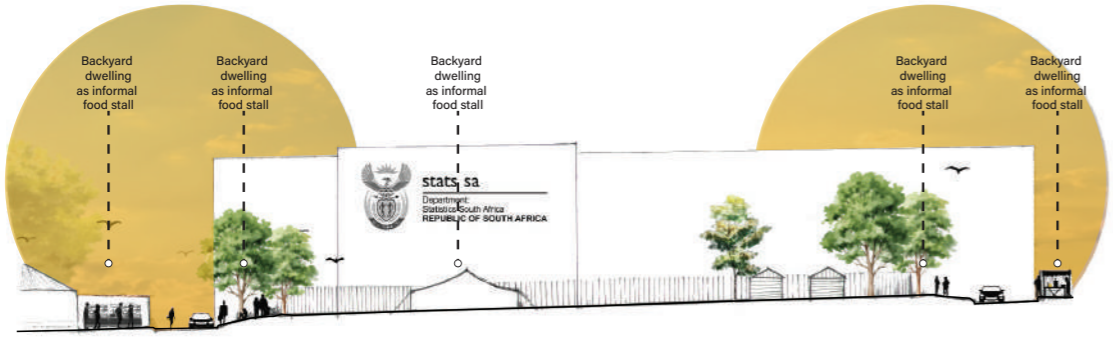 Backyard
dwelling
as informal
food stall
Backyard
dwelling
as informal
food stall
Backyard
dwelling
as informal
food stall
Backyard
dwelling
as informal
food stall
Backyard
dwelling
as informal
food stall
stats sa
Department:
Statistics South Africa
REPUBLIC OF SOUTH AFRICA